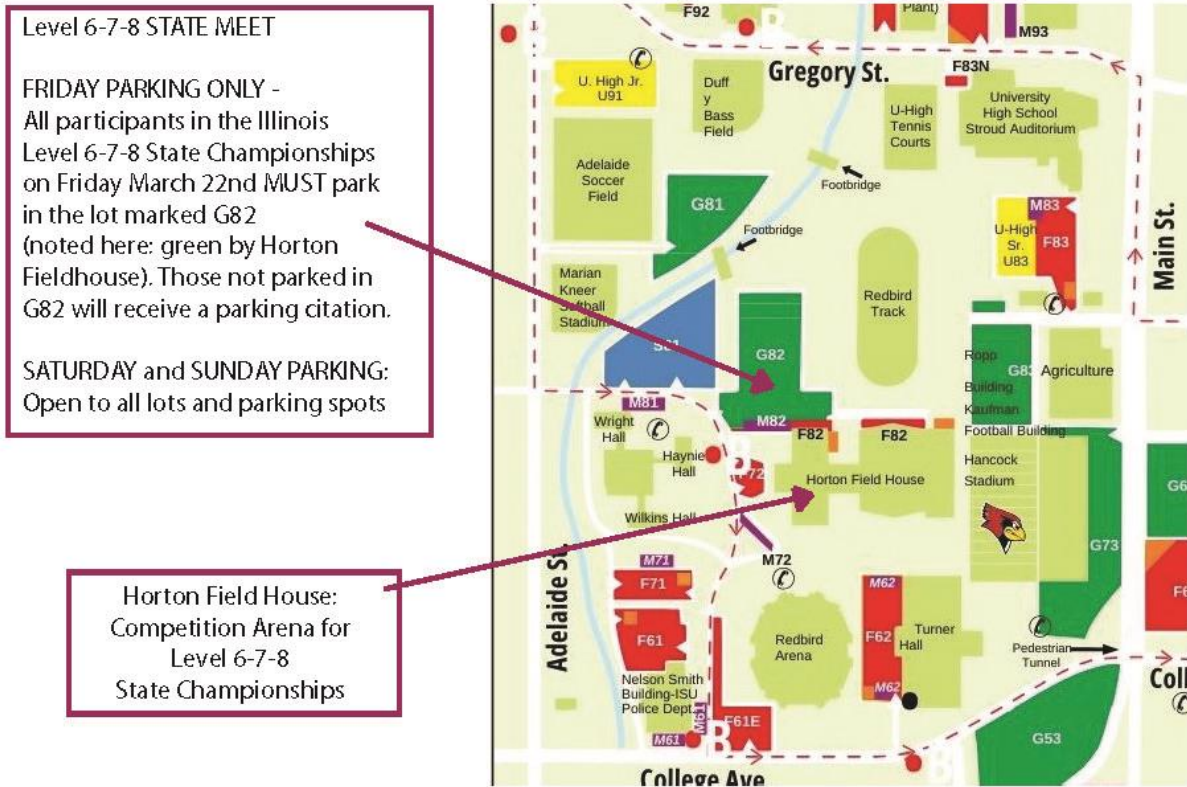 Level 6-7-8 STATE MEET
FRIDAY PARKING ONLY -
All participants in the Illinois
Level 6-7-8 State Championships
on Friday March 22nd MUST park
in the lot marked G82
(noted here: green by Horton
Fieldhouse). Those not parked in
G82 will receive a parking citation.
SATURDAY and SUNDAY PARKING:
Open to all lots and parking spots
Horton Field House:
Competition Arena for
Level 6-7-8
State Championships
F92
Plant)
M93
Gregory St.
F83N
U. High Jr.
U91
Duff
y
Bass
Field
U-High
Tennis
Courts
University
High School
Stroud Auditorium
Adelaide
Soccer
Field
Footbridge
G81
Footbridge
M83
U-High
Sr.
U83
F83
Main St.
Marian
Kneer
Softball
Stadium
Redbird
Track
S81
G82
Ropp
Building
Kaufman
Football Building
Agriculture
M81
M82
F82
F82
Wright
Hall
Haynie
Hall
F72
Horton Field House
Hancock
Stadium
Wilkins Hall
G73
M72
M71
F71
M62
Adelaide St.
F61
Redbird
Arena
F62
Turner
Hall
Pedestrian
Tunnel
Nelson Smith
Building-ISU
Police Dept.
M62
M61
M61
F61E
B
B
B
G53
College Ave